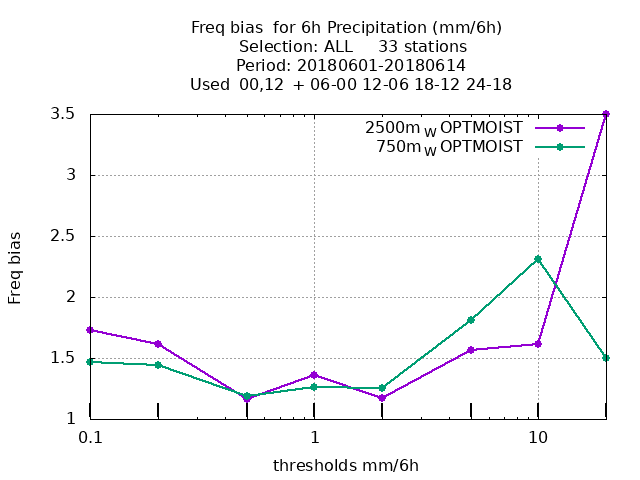 Freq bias  for 6h Precipitation (mm/6h)
Selection: ALL     33 stations
Period: 20180601-20180614
Used  00,12  + 06-00 12-06 18-12 24-18
3.5
3
2.5
2
1.5
1
Freq bias
2500m W OPTMOIST
750m W OPTMOIST
0.1 1 10
thresholds mm/6h